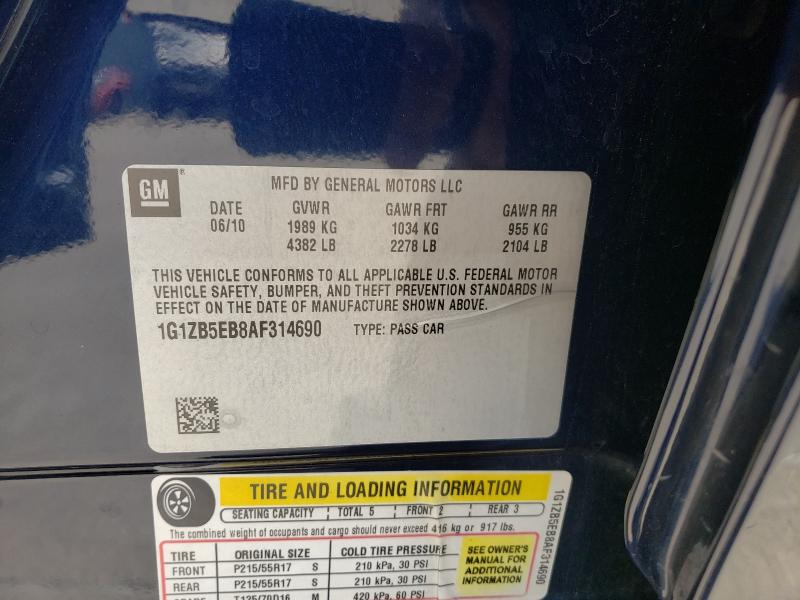 GM®
MFD BY GENERAL MOTORS LLC
DATE GVWR GAWR FRT GAWR RR
06/10 1989 KG 1034 KG 955 KG
4382 LB 2278 LB 2104 LB
THIS VEHICLE CONFORMS TO ALL APPLICABLE U.S. FEDERAL MOTOR
VEHICLE SAFETY, BUMPER, AND THEFT PREVENTION STANDARDS IN
EFFECT ON THE DATE OF MANUFACTURE SHOWN ABOVE.
1G1ZB5EB8AF314690 TYPE: PASS CAR
TIRE AND LOADING INFORMATION
SEATING CAPACITY TOTAL 5 FRONT 2 REAR 3
The combined weight of occupants and cargo should never exceed 416 kg or 917 lbs.
TIRE ORIGINAL SIZE COLD TIRE PRESSURE
FRONT P215/55R17 S 210 kPa, 30 PSI
REAR P215/55R17 S 210 kPa, 30 PSI
SPARE T125/70D16 M 420 kPa, 60 PSI
SEE OWNER'S
MANUAL FOR
ADDITIONAL
INFORMATION
1G1ZB5EB8AF314690